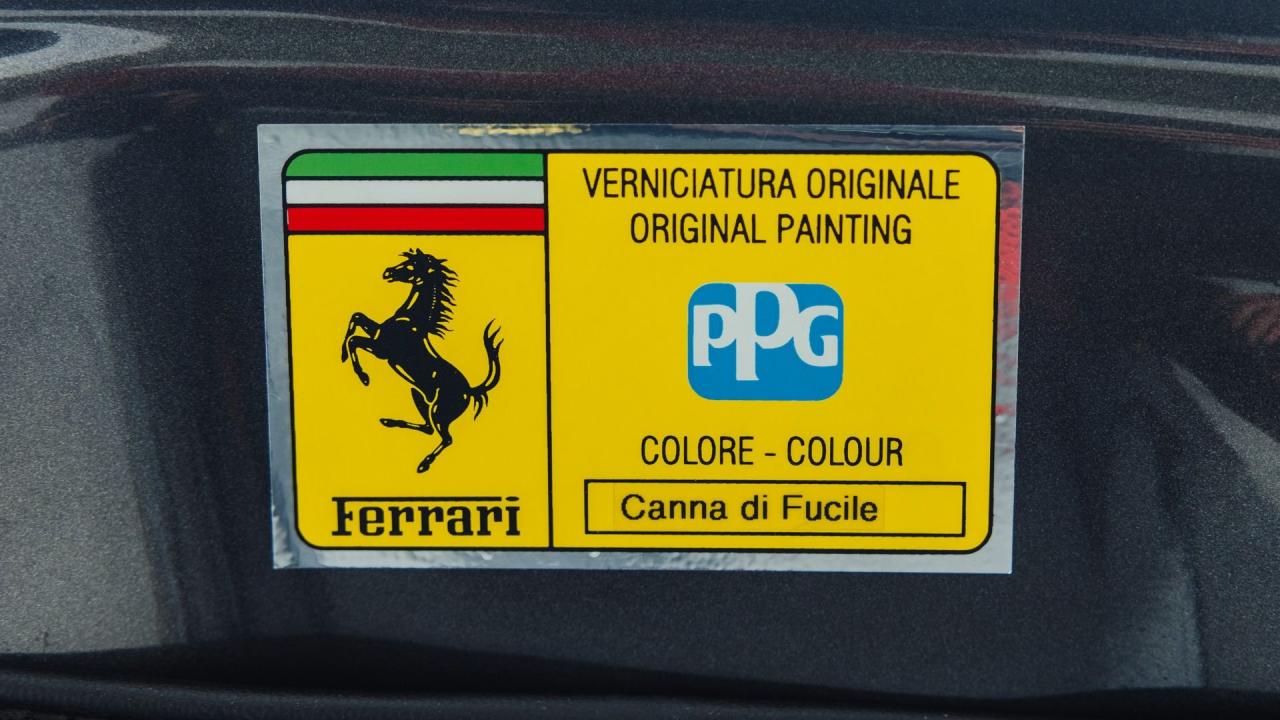 Ferrari
VERNICIATURA ORIGINALE
ORIGINAL PAINTING
PPG
COLORE - COLOUR
Canna di Fucile